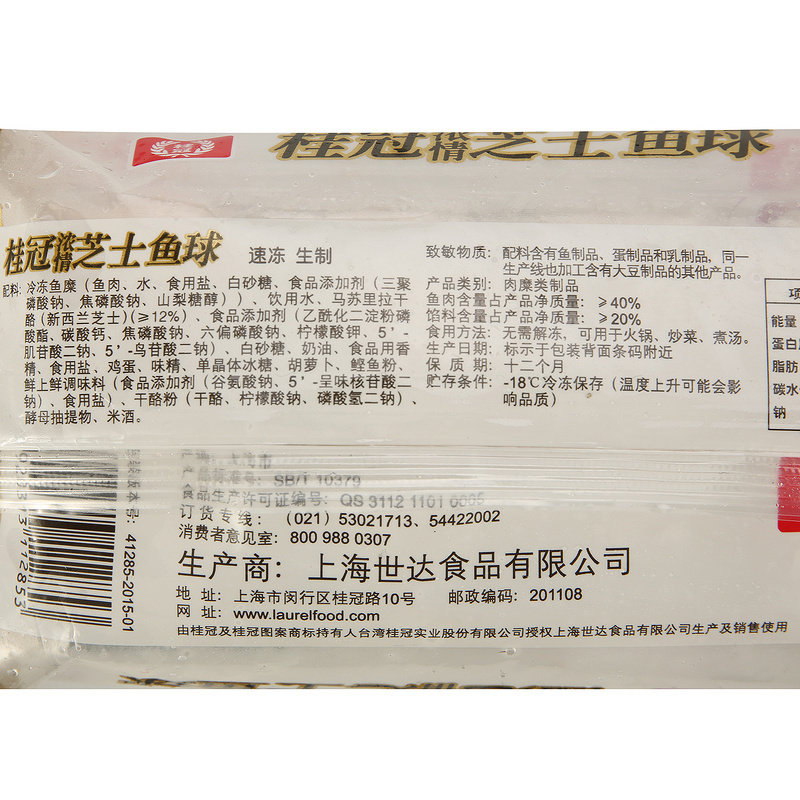 桂冠
桂冠浓情芝士鱼球
桂冠浓情芝士鱼球 速冻 生制
配料: 冷冻鱼糜（鱼肉、水、食用盐、白砂糖、食品添加剂（三聚
磷酸钠、焦磷酸钠、山梨糖醇））、饮用水、马苏里拉干
酪（新西兰芝士）(≥12%）、食品添加剂（乙酰化二淀粉磷
酸酯、碳酸钙、焦磷酸钠、六偏磷酸钠、柠檬酸钾、5'-
肌苷酸二钠、5'-鸟苷酸二钠）、白砂糖、奶油、食品用香
精、食用盐、鸡蛋、味精、单晶体冰糖、胡萝卜、鲣鱼粉、
鲜上鲜调味料（食品添加剂（谷氨酸钠、5'-呈味核苷酸二
钠）、食用盐）、干酪粉（干酪、柠檬酸钠、磷酸氢二钠）、
酵母抽提物、米酒。
致敏物质: 配料含有鱼制品、蛋制品和乳制品，同一
生产线也加工含有大豆制品的其他产品。
产品类别: 肉糜类制品
鱼肉含量占产品净质量: ≥40%
馅料含量占产品净质量: ≥20%
食用方法: 无需解冻，可用于火锅、炒菜、煮汤。
生产日期: 标示于包装背面条码附近
保 质 期: 十二个月
贮存条件: -18℃冷冻保存（温度上升可能会影
响品质）
项
能量
蛋白
脂肪
碳水
钠
产品标准号: SB/T 10379
食品生产许可证编号: QS 3112 1101
订 货 专 线: （021）53021713、54422002
消费者意见室: 800 988 0307
生产商: 上海世达食品有限公司
地 址: 上海市闵行区桂冠路10号 邮政编码: 201108
网 址: www.laurelfood.com
由桂冠及桂冠图案商标持有人台湾桂冠实业股份有限公司授权上海世达食品有限公司生产及销售使用
版本号: 41285-2015-01